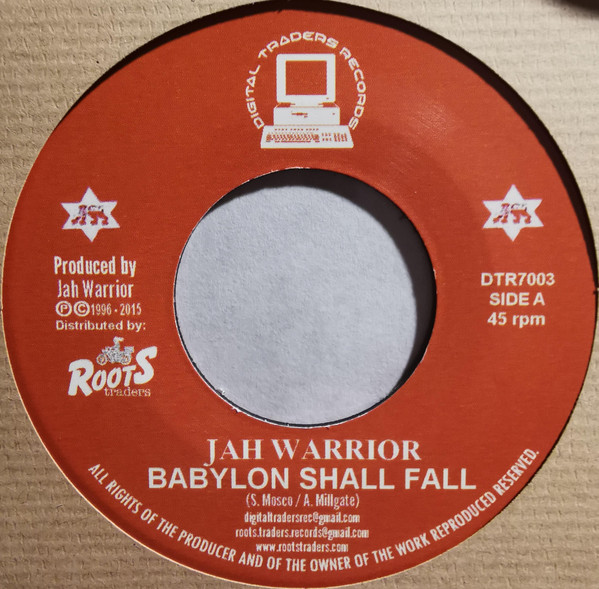 DIGITAL TRADERS RECORDS
Produced by
Jah Warrior
Ⓟ©1996 - 2015
Distributed by:
ROOTS
traders
DTR7003
SIDE A
45 rpm
JAH WARRIOR
BABYLON SHALL FALL
(S. Mosco / A. Millgate)
digitaltradersrec@gmail.com
roots.traders.records@gmail.com
www.rootstraders.com
ALL RIGHTS OF THE PRODUCER AND OF THE OWNER OF THE WORK REPRODUCED RESERVED.